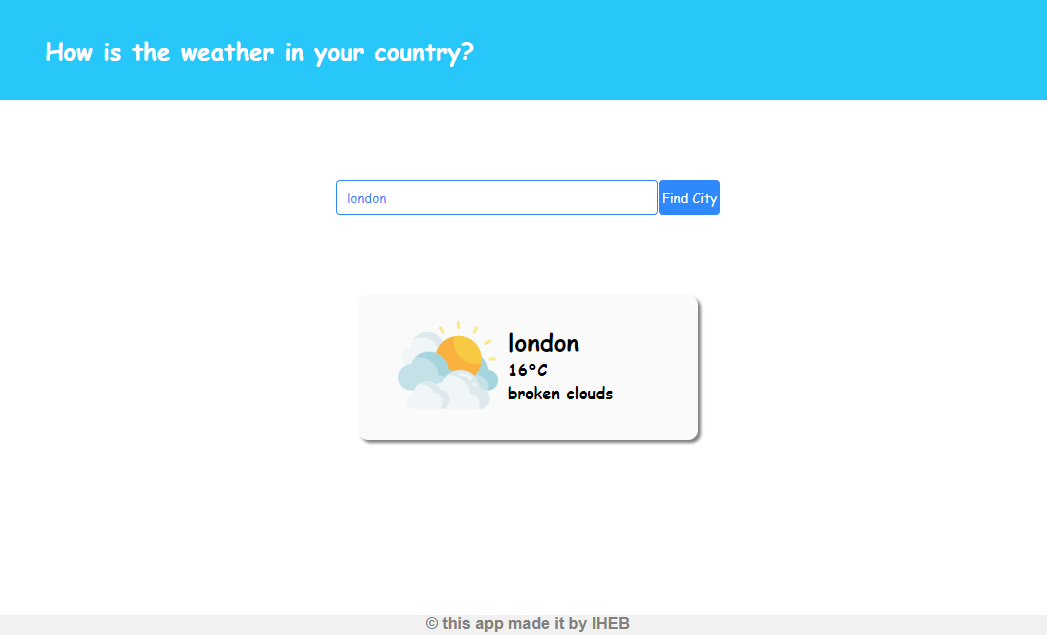 How is the weather in your country?
london
Find City
london
16°C
broken clouds
© this app made it by IHEB